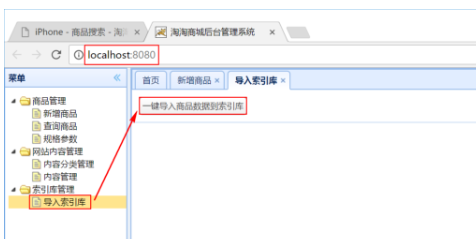 iPhone - 商品搜索 - 淘
淘淘商城后台管理系统
localhost:8080
菜单
首页 新增商品 导入索引库
商品管理
新增商品
查询商品
规格参数
网站内容管理
内容分类管理
内容管理
索引库管理
导入索引库
一键导入商品数据到索引库